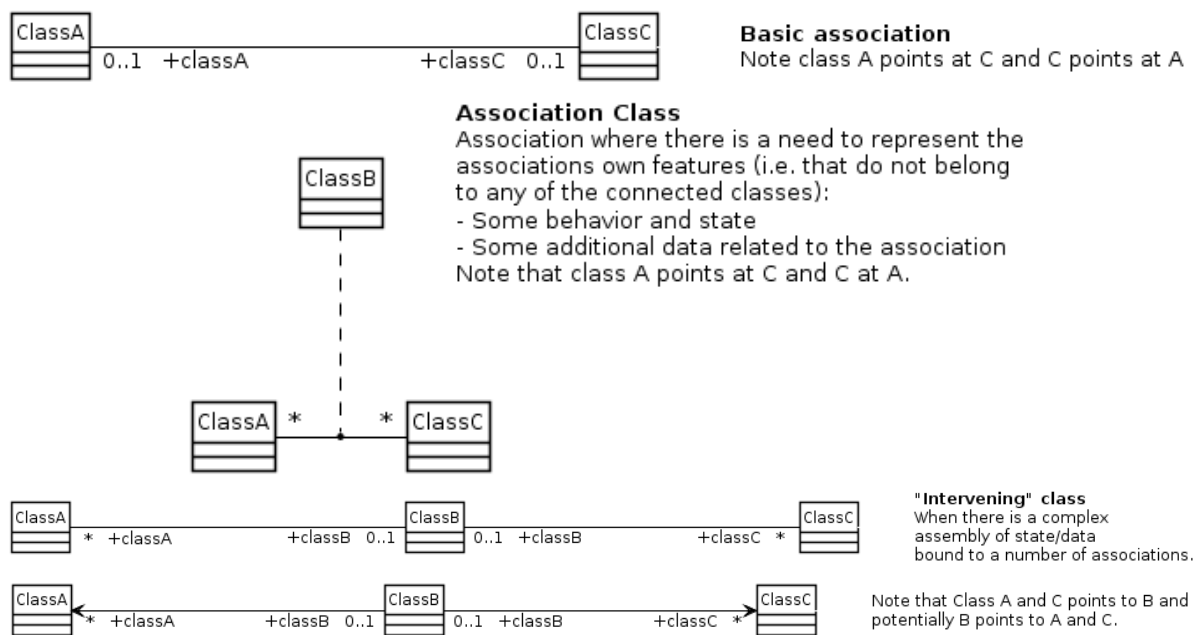 ClassA
ClassC
0..1 +classA
+classC 0..1
Basic association
Note class A points at C and C points at A
Association Class
Association where there is a need to represent the
associations own features (i.e. that do not belong
to any of the connected classes):
- Some behavior and state
- Some additional data related to the association
Note that class A points at C and C at A.
ClassB
ClassA
*
*
ClassC
ClassA
* +classA
+classB 0..1
ClassB
0..1 +classB
+classC *
ClassC
"Intervening" class
When there is a complex
assembly of state/data
bound to a number of associations.
ClassA
* +classA
+classB 0..1
ClassB
0..1 +classB
+classC *
ClassC
Note that Class A and C points to B and
potentially B points to A and C.